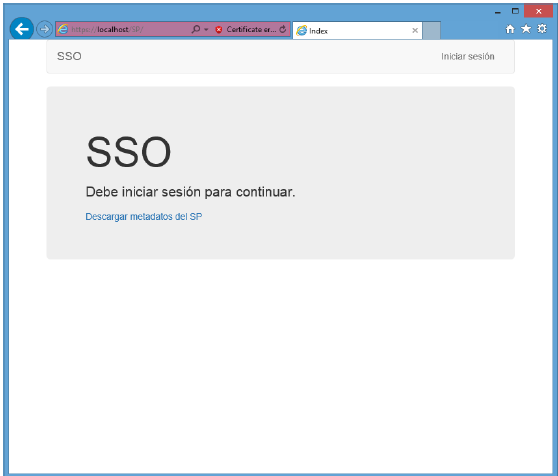 https://localhost/SP/
Certificate er...
Index
SSO
Iniciar sesión
SSO
Debe iniciar sesión para continuar.
Descargar metadatos del SP